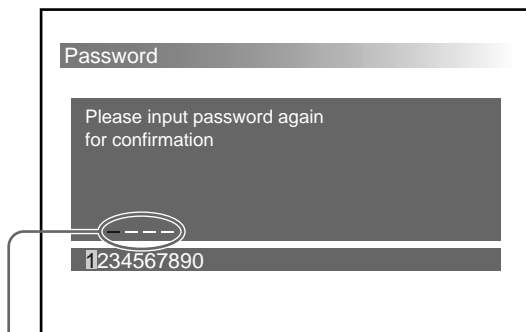 Password
Please input password again
for confirmation
_ _ _ _
1234567890